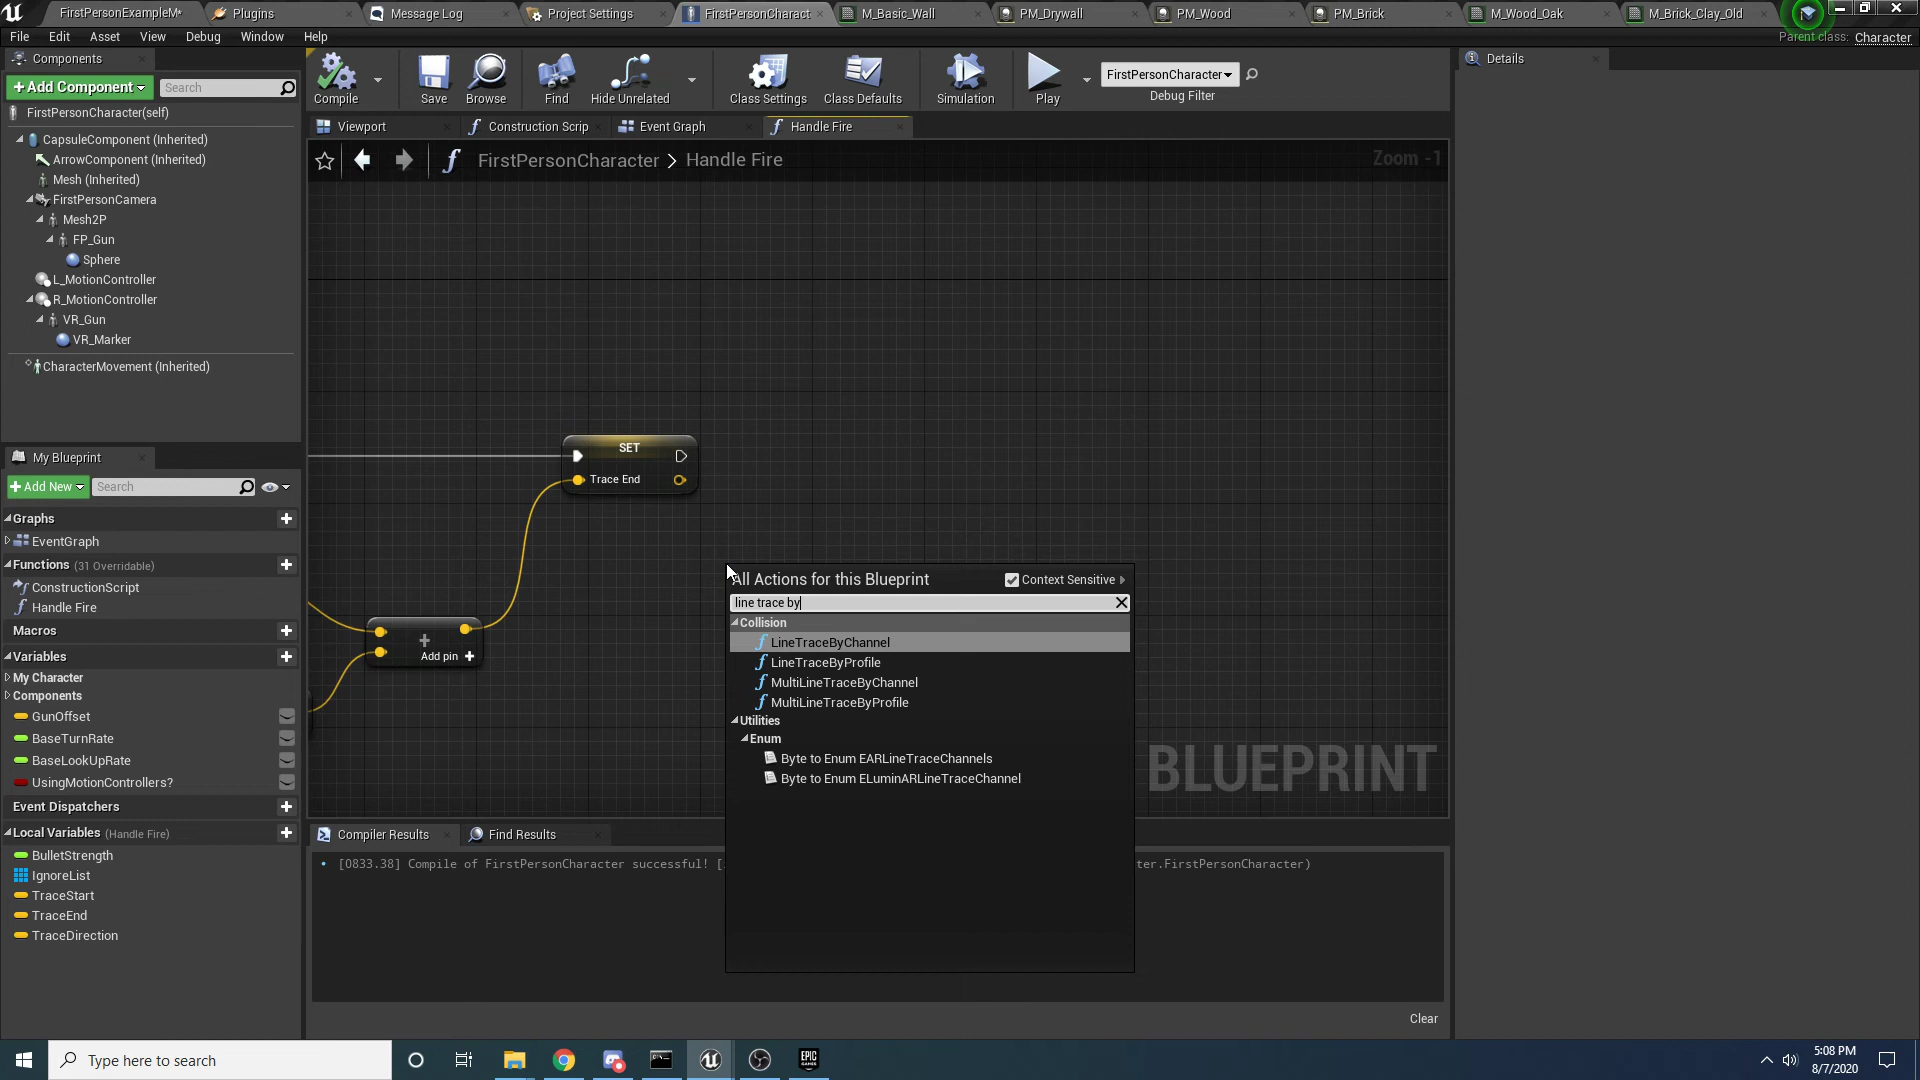 FirstPersonExampleM*
Plugins
Message Log
Project Settings
FirstPersonCharact
M_Basic_Wall
PM_Drywall
PM_Wood
PM_Brick
M_Wood_Oak
M_Brick_Clay_Old
File Edit Asset View Debug Window Help
Parent class: Character
Components
+Add Component
Search
FirstPersonCharacter(self)
CapsuleComponent (Inherited)
ArrowComponent (Inherited)
Mesh (Inherited)
FirstPersonCamera
Mesh2P
FP_Gun
Sphere
L_MotionController
R_MotionController
VR_Gun
VR_Marker
CharacterMovement (Inherited)
Compile
Save
Browse
Find
Hide Unrelated
Class Settings
Class Defaults
Simulation
Play
FirstPersonCharacter
Debug Filter
Details
Viewport
Construction Scrip
Event Graph
Handle Fire
FirstPersonCharacter > Handle Fire
Zoom -1
SET
Trace End
+
Add pin +
All Actions for this Blueprint
Context Sensitive
line trace by
Collision
LineTraceByChannel
LineTraceByProfile
MultiLineTraceByChannel
MultiLineTraceByProfile
Utilities
Enum
Byte to Enum EARLineTraceChannels
Byte to Enum ELuminARLineTraceChannel
BLUEPRINT
My Blueprint
+Add New
Search
Graphs
EventGraph
Functions (31 Overridable)
ConstructionScript
Handle Fire
Macros
Variables
My Character
Components
GunOffset
BaseTurnRate
BaseLookUpRate
UsingMotionControllers?
Event Dispatchers
Local Variables (Handle Fire)
BulletStrength
IgnoreList
TraceStart
TraceEnd
TraceDirection
Compiler Results
Find Results
[0833.38] Compile of FirstPersonCharacter successful! [
ter.FirstPersonCharacter)
Clear
Type here to search
EPIC GAMES
5:08 PM
8/7/2020